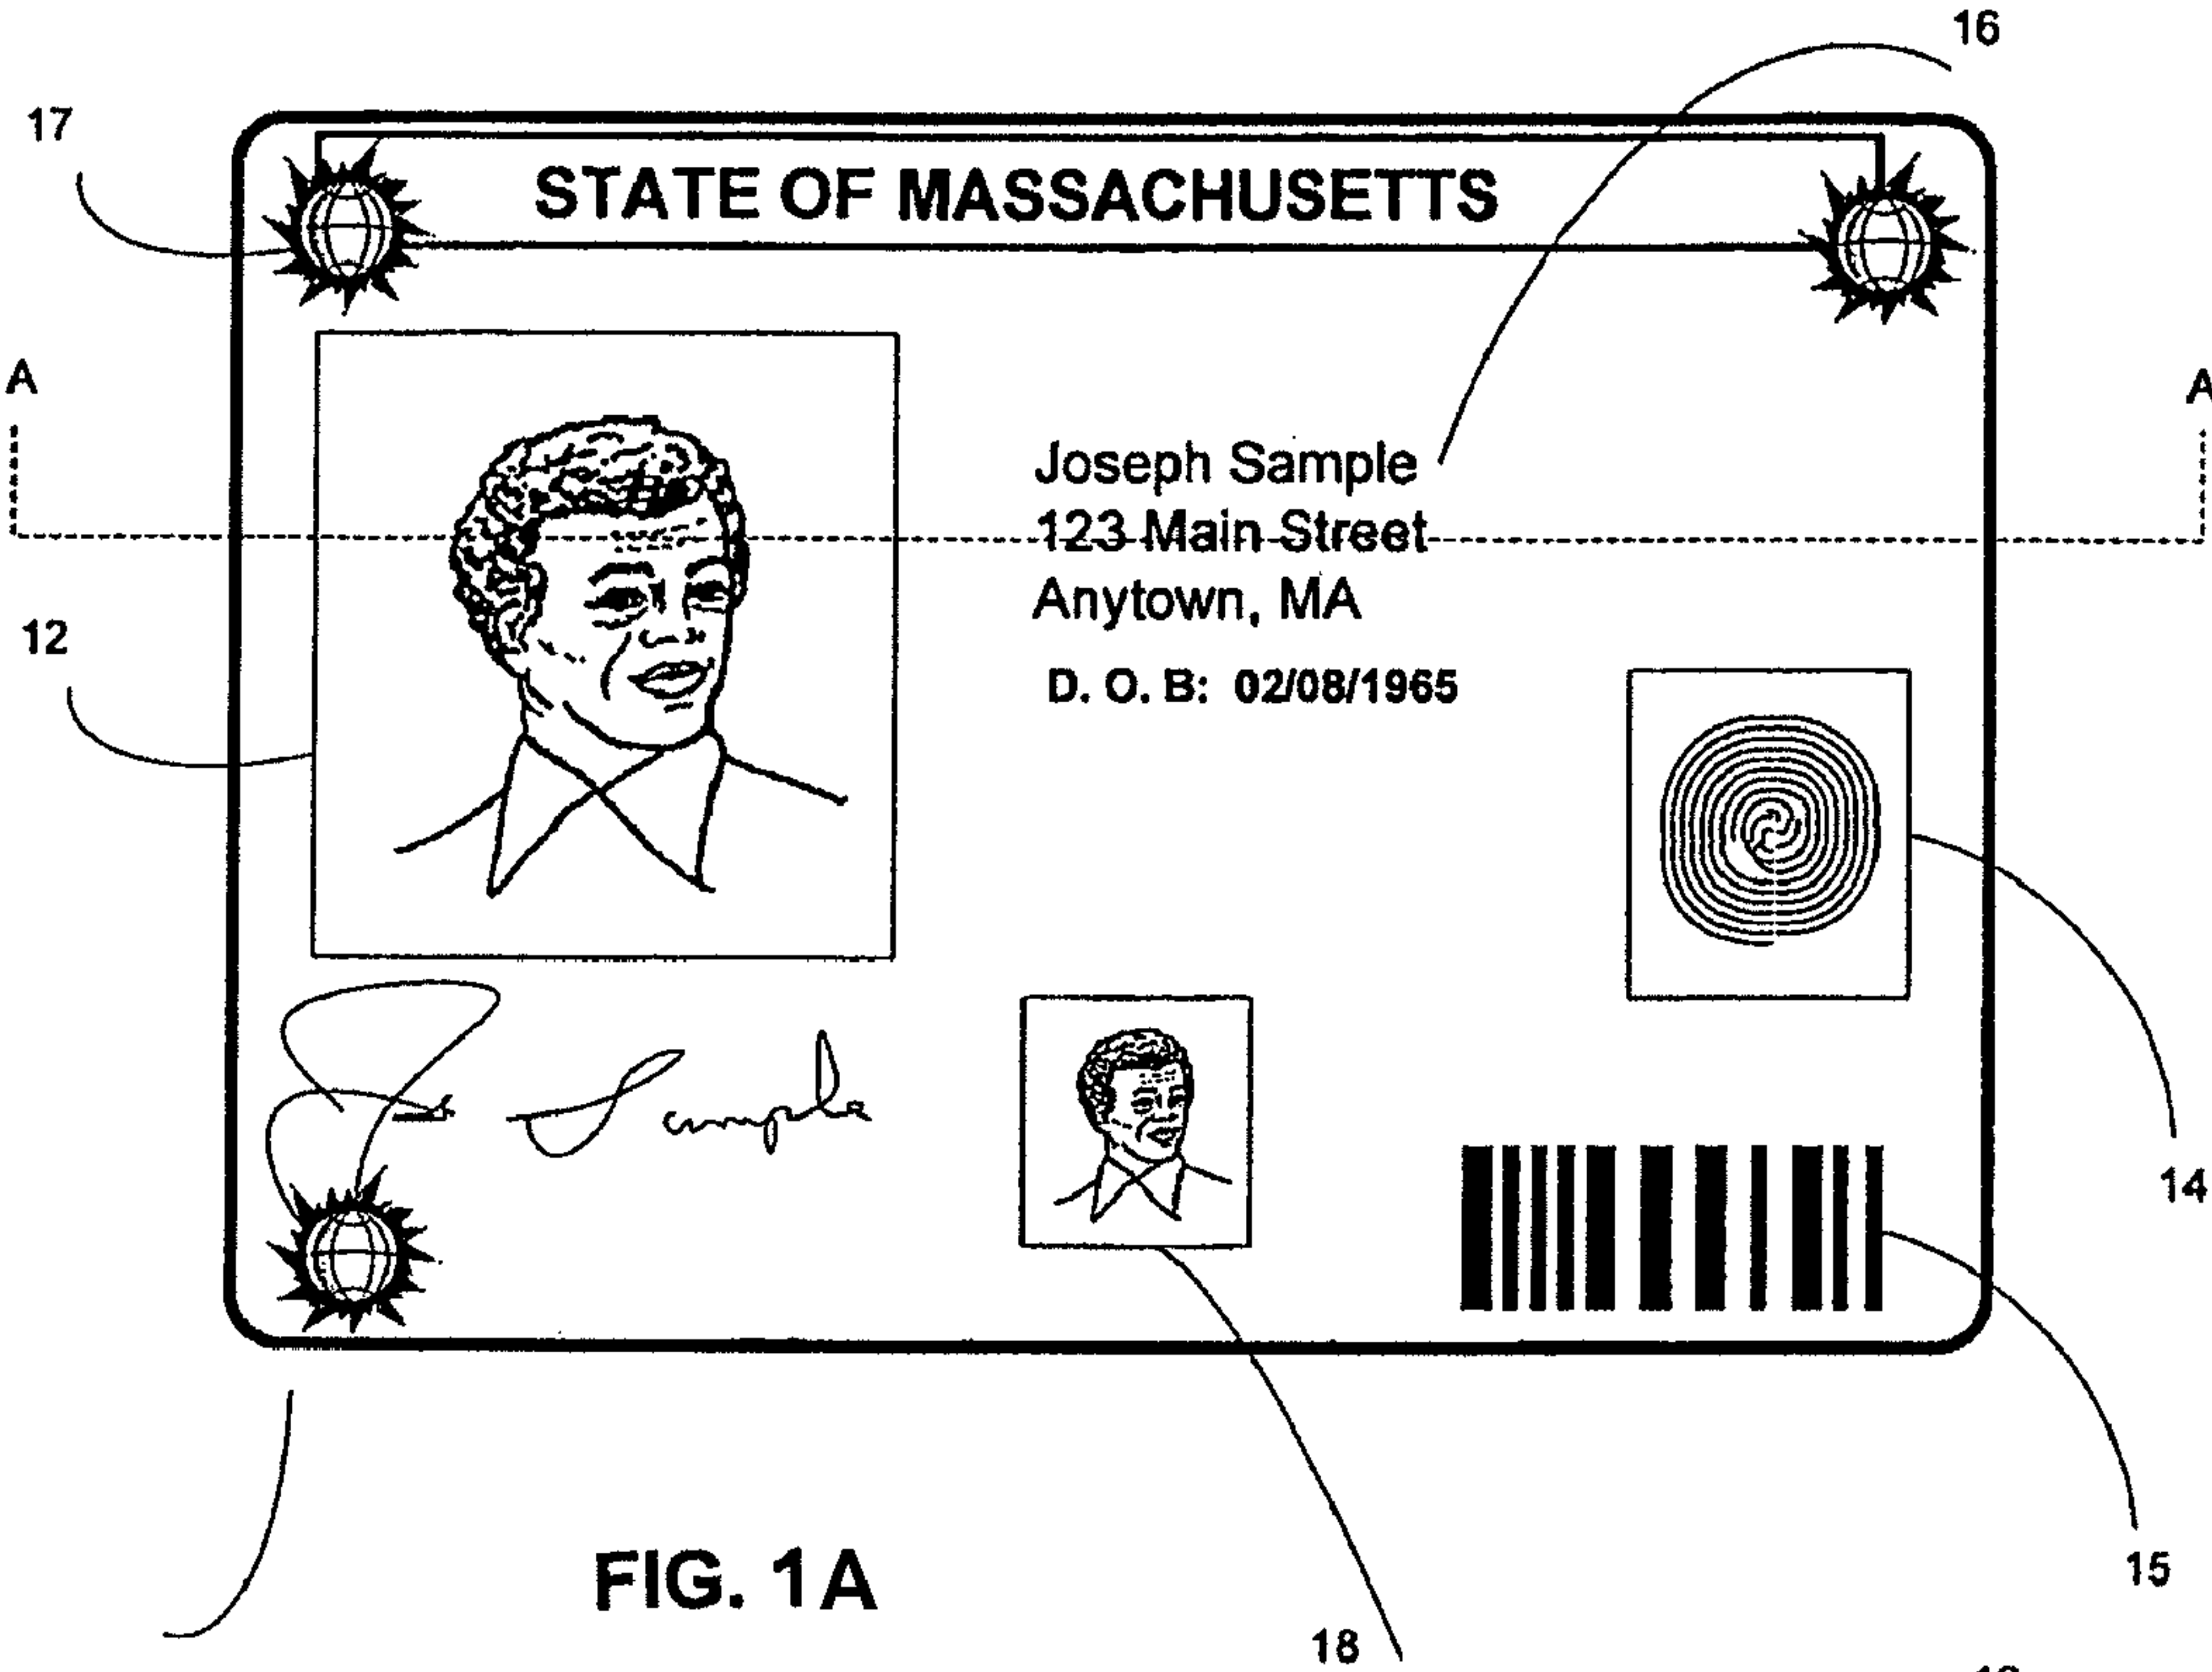 16
17
STATE OF MASSACHUSETTS
A
A
Joseph Sample
123 Main Street
Anytown, MA
12
D. O. B: 02/08/1965
Sample
14
15
FIG. 1A
18